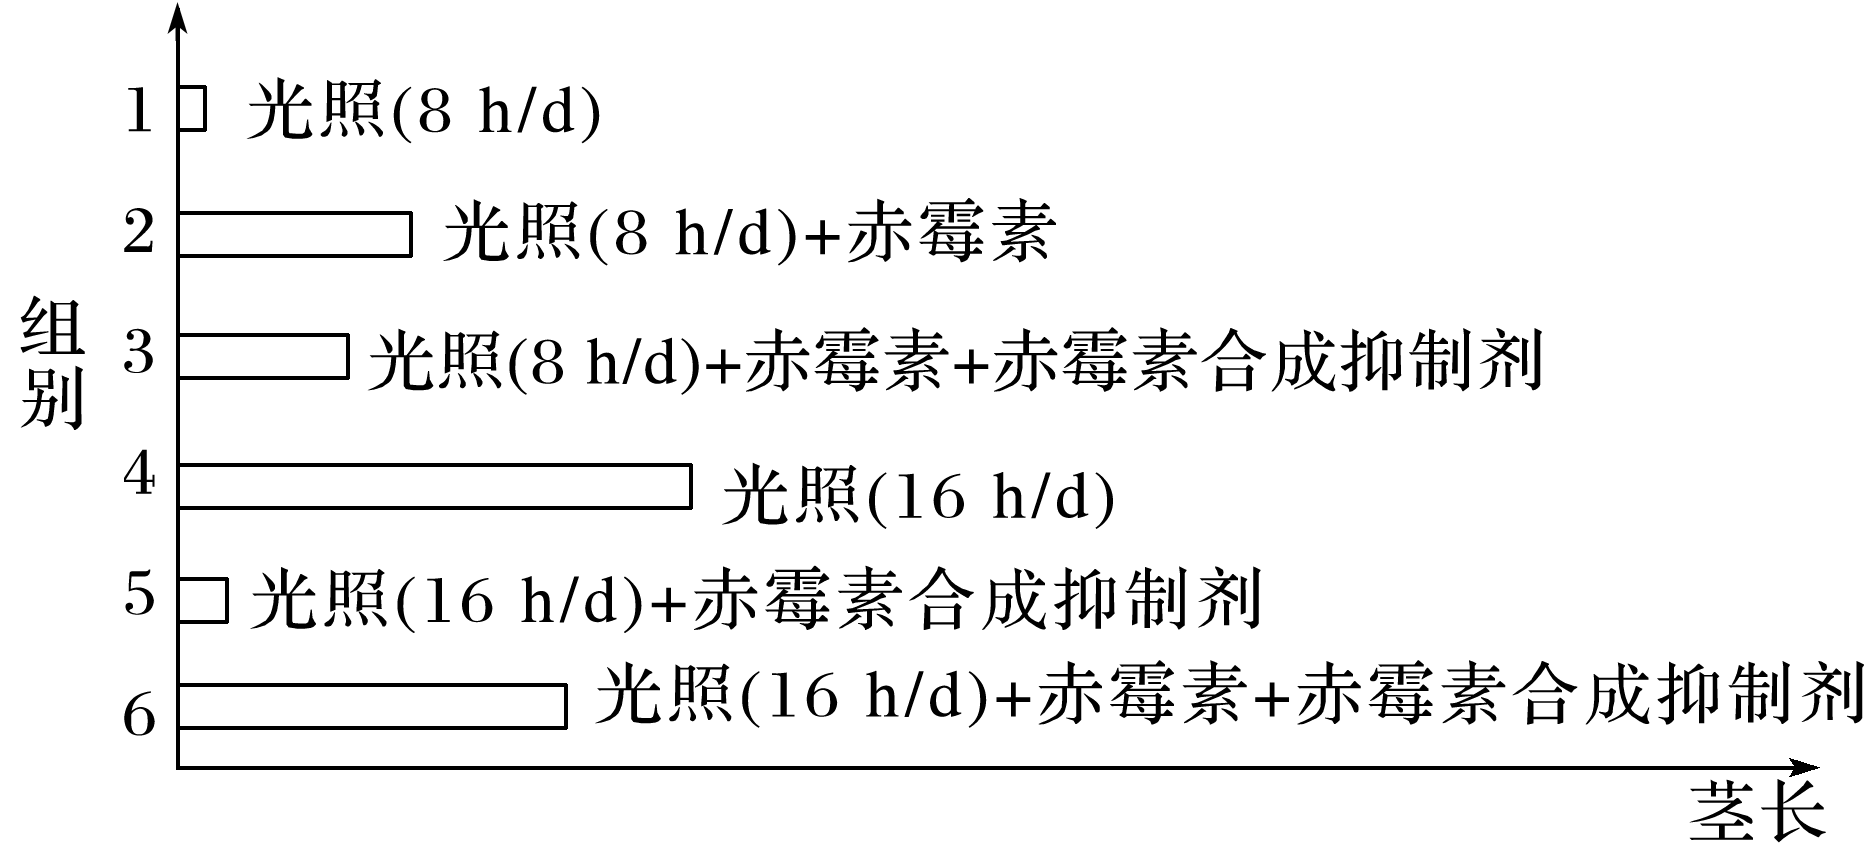 组别
1 光照(8 h/d)
2 光照(8 h/d)+赤霉素
3 光照(8 h/d)+赤霉素+赤霉素合成抑制剂
4 光照(16 h/d)
5 光照(16 h/d)+赤霉素合成抑制剂
6 光照(16 h/d)+赤霉素+赤霉素合成抑制剂
茎长